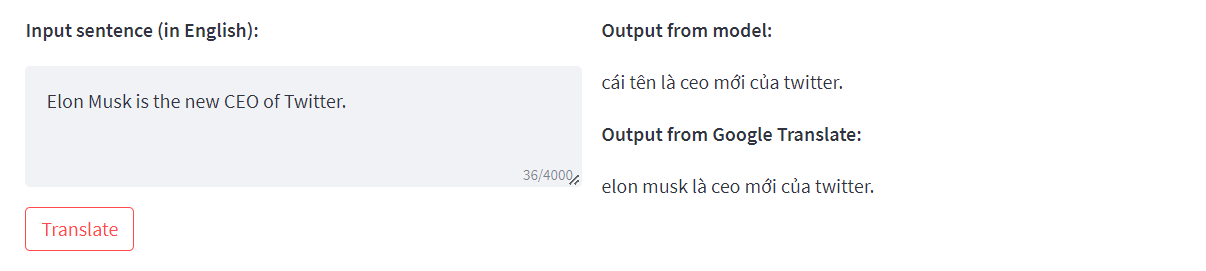 Input sentence (in English):
Elon Musk is the new CEO of Twitter.
36/4000
Translate
Output from model:
cái tên là ceo mới của twitter.
Output from Google Translate:
elon musk là ceo mới của twitter.